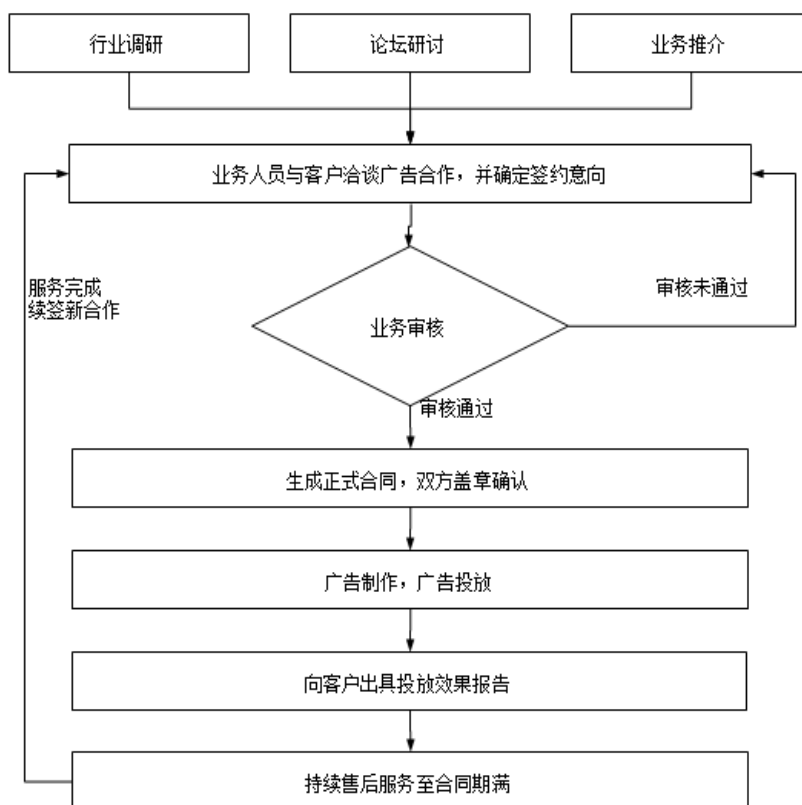 行业调研
论坛研讨
业务推介
业务人员与客户洽谈广告合作，并确定签约意向
服务完成
续签新合作
审核未通过
业务审核
审核通过
生成正式合同，双方盖章确认
广告制作，广告投放
向客户出具投放效果报告
持续售后服务至合同期满